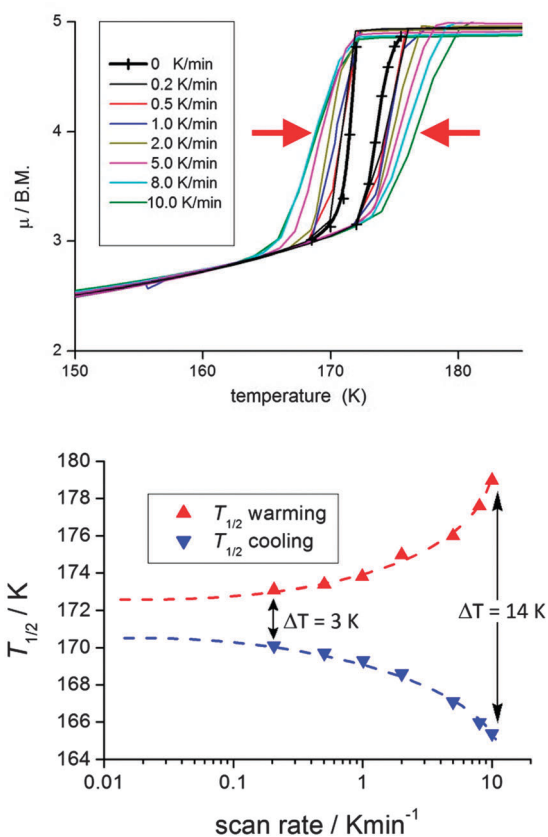 5
4
3
2
μ / B.M.
0 K/min
0.2 K/min
0.5 K/min
1.0 K/min
2.0 K/min
5.0 K/min
8.0 K/min
10.0 K/min
150 160 170 180
temperature (K)
180
178
176
174
172
170
168
166
164
T1/2 / K
T1/2 warming
T1/2 cooling
ΔT = 3 K
ΔT = 14 K
0.01 0.1 1 10
scan rate / Kmin-1